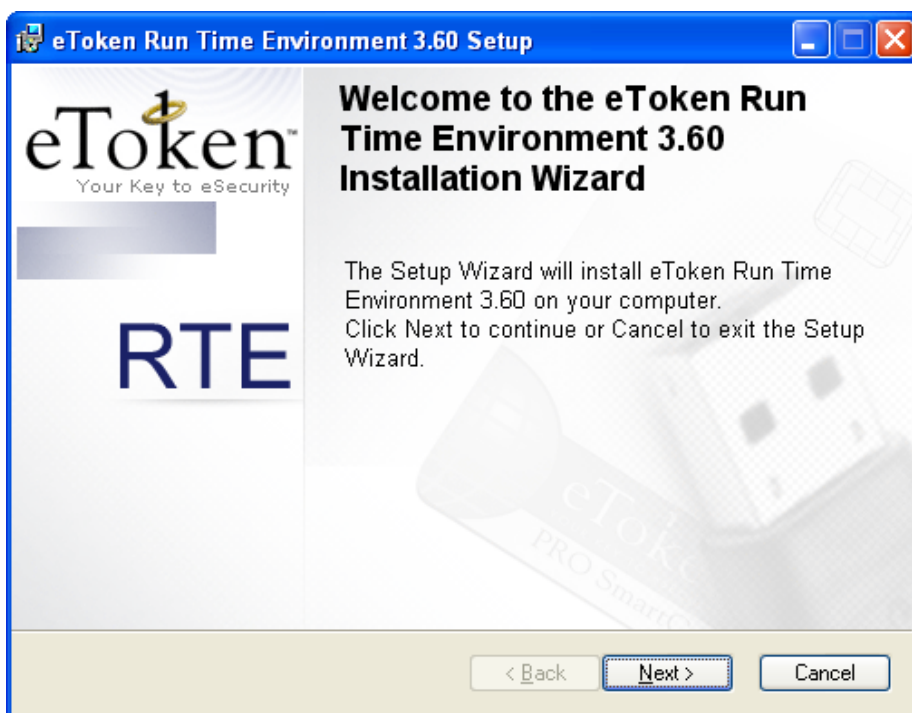 eToken Run Time Environment 3.60 Setup
eToken™
Your Key to eSecurity
RTE
Welcome to the eToken Run
Time Environment 3.60
Installation Wizard
The Setup Wizard will install eToken Run Time
Environment 3.60 on your computer.
Click Next to continue or Cancel to exit the Setup
Wizard.
eToken
PRO SmartC
< Back
Next >
Cancel